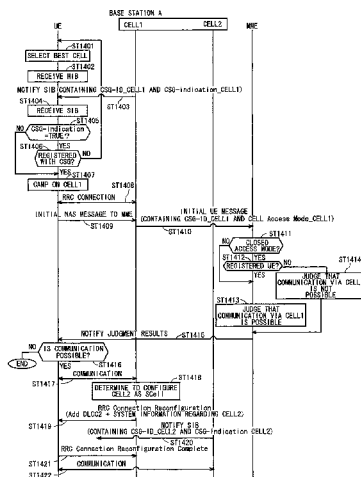 BASE STATION A
UE
CELL1
CELL2
MME
ST1401
SELECT BEST CELL
ST1402
RECEIVE MIB
NOTIFY SIB (CONTAINING CSG-ID_CELL1 AND CSG-indication_CELL1)
ST1403
ST1404
RECEIVE SIB
ST1405
NO
CSG-indication
=TRUE?
ST1406
YES
REGISTERED
WITH CSG?
NO
YES
ST1407
CAMP ON CELL1
ST1408
RRC CONNECTION
INITIAL NAS MESSAGE TO MME
ST1409
INITIAL UE MESSAGE
(CONTAINING CSG-ID_CELL1 AND CELL Access Mode_CELL1)
ST1410
ST1411
NO
CLOSED
ACCESS MODE?
ST1412
YES
REGISTERED UE?
NO
YES
ST1414
JUDGE THAT
COMMUNICATION VIA CELL1
IS NOT
POSSIBLE
ST1413
JUDGE THAT
COMMUNICATION VIA CELL1
IS POSSIBLE
NOTIFY JUDGMENT RESULTS
ST1415
NO
IS COMMUNICATION
POSSIBLE?
END
YES
ST1416
COMMUNICATION
ST1417
ST1418
DETERMINE TO CONFIGURE
CELL2 AS SCell
RRC Connection Reconfiguration
(Add DLCC2 + SYSTEM INFORMATION REGARDING CELL2)
ST1419
NOTIFY SIB
(CONTAINING CSG-ID_CELL2 AND CSG-indication CELL2)
ST1420
RRC Connection Reconfiguration Complete
ST1421
COMMUNICATION
ST1422